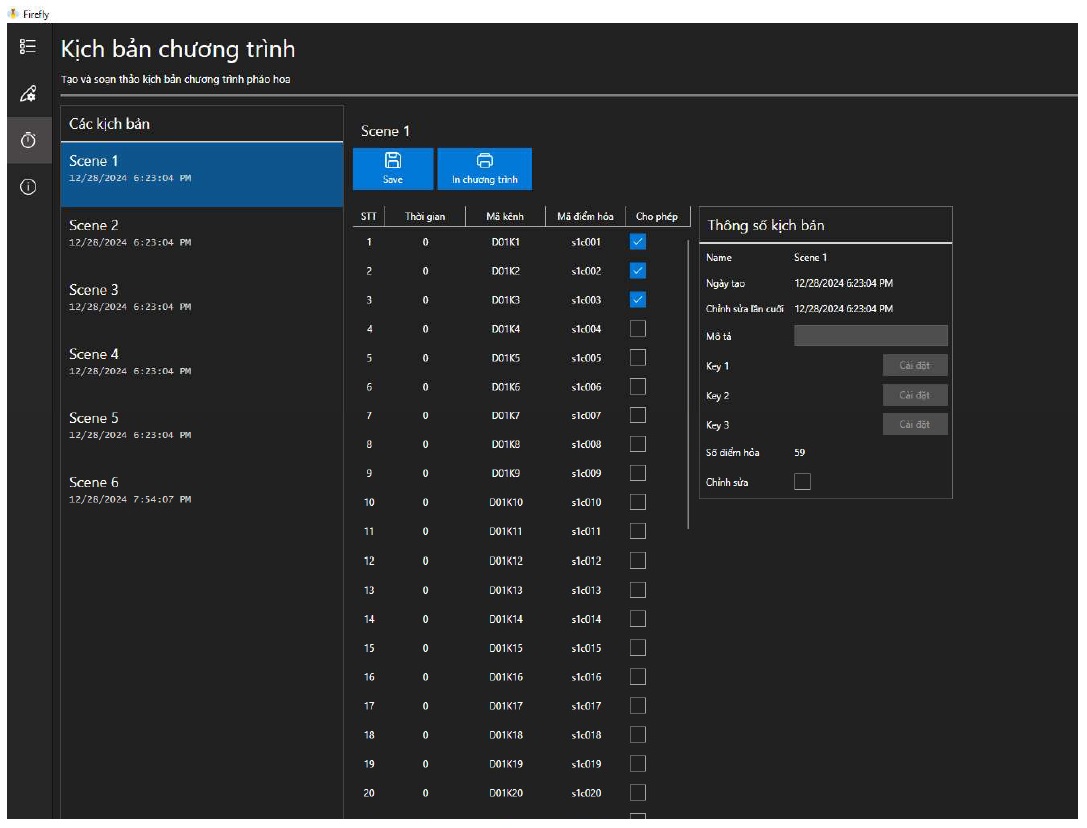 Firefly
Kịch bản chương trình
Tạo và soạn thảo kịch bản chương trình pháo hoa
Các kịch bản
Scene 1
12/28/2024 6:23:04 PM
Scene 2
12/28/2024 6:23:04 PM
Scene 3
12/28/2024 6:23:04 PM
Scene 4
12/28/2024 6:23:04 PM
Scene 5
12/28/2024 6:23:04 PM
Scene 6
12/28/2024 7:54:07 PM
Scene 1
Save In chương trình
STT Thời gian Mã kênh Mã điểm hỏa Cho phép
1 0 D01K1 s1c001
2 0 D01K2 s1c002
3 0 D01K3 s1c003
4 0 D01K4 s1c004
5 0 D01K5 s1c005
6 0 D01K6 s1c006
7 0 D01K7 s1c007
8 0 D01K8 s1c008
9 0 D01K9 s1c009
10 0 D01K10 s1c010
11 0 D01K11 s1c011
12 0 D01K12 s1c012
13 0 D01K13 s1c013
14 0 D01K14 s1c014
15 0 D01K15 s1c015
16 0 D01K16 s1c016
17 0 D01K17 s1c017
18 0 D01K18 s1c018
19 0 D01K19 s1c019
20 0 D01K20 s1c020
Thông số kịch bản
Name Scene 1
Ngày tạo 12/28/2024 6:23:04 PM
Chỉnh sửa lần cuối 12/28/2024 6:23:04 PM
Mô tả
Key 1 Cài đặt
Key 2 Cài đặt
Key 3 Cài đặt
Số điểm hỏa 59
Chỉnh sửa